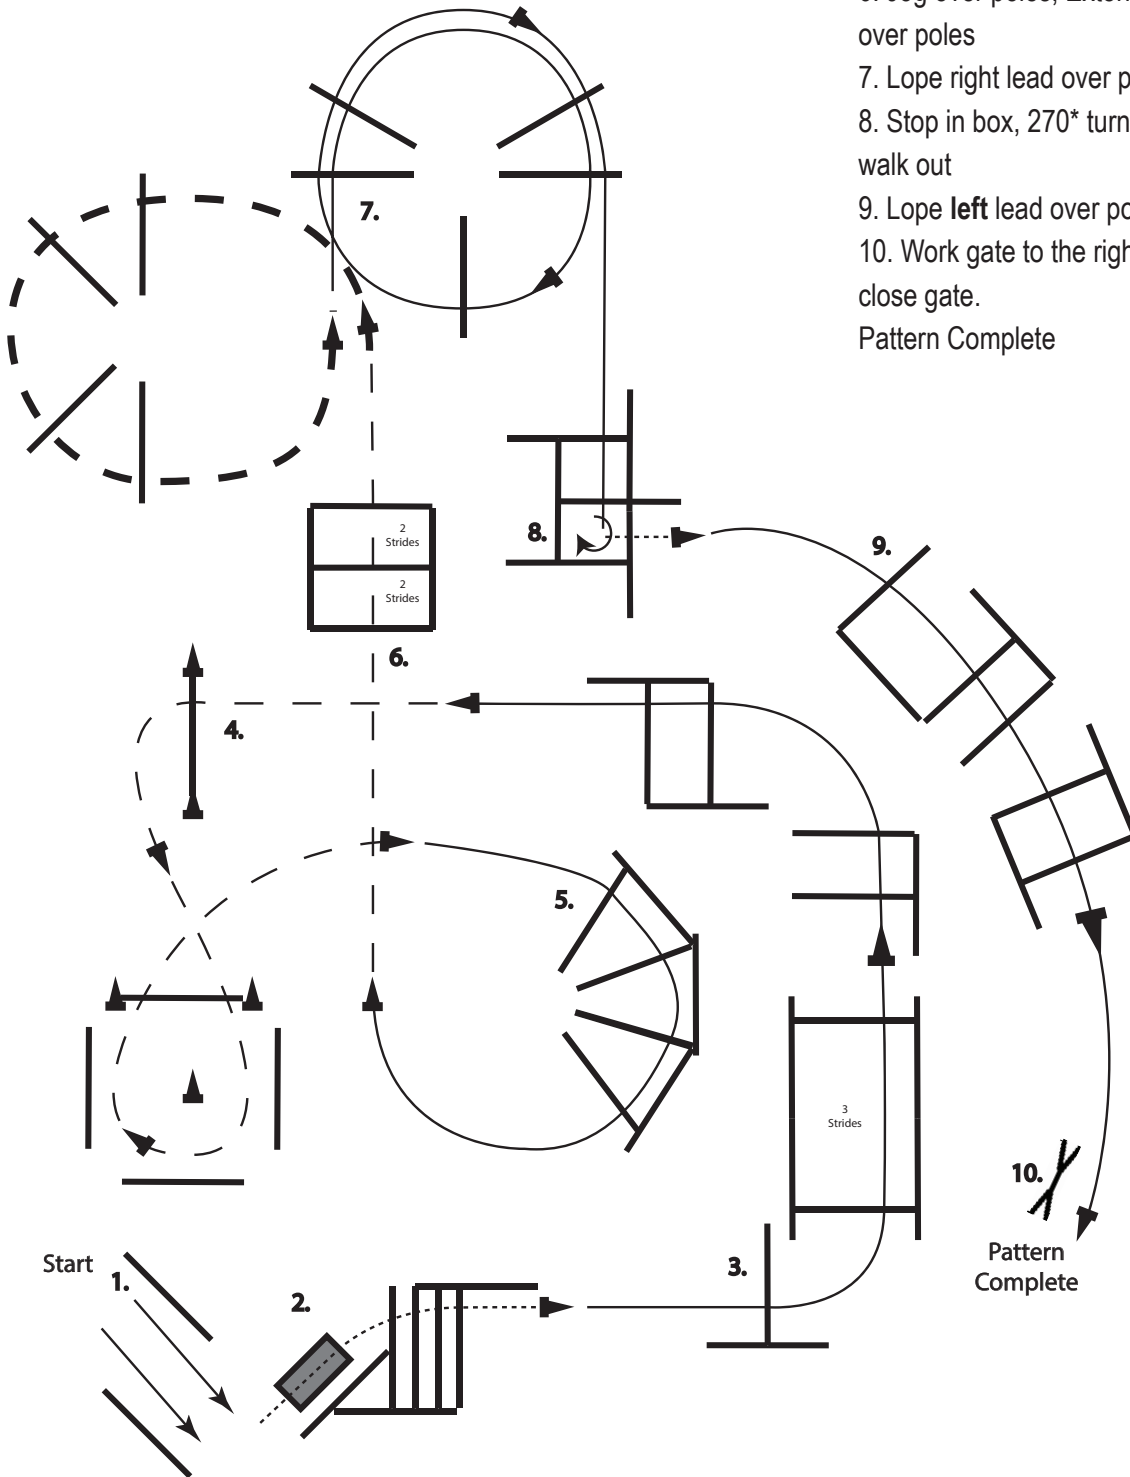 over poles
7. Lope right lead over p
8. Stop in box, 270* turn
walk out
9. Lope left lead over po
10. Work gate to the righ
close gate.
Pattern Complete
7.
8.
9.
2
Strides
2
Strides
6.
4.
5.
3
Strides
10.
Pattern
Complete
3.
Start
1.
2.